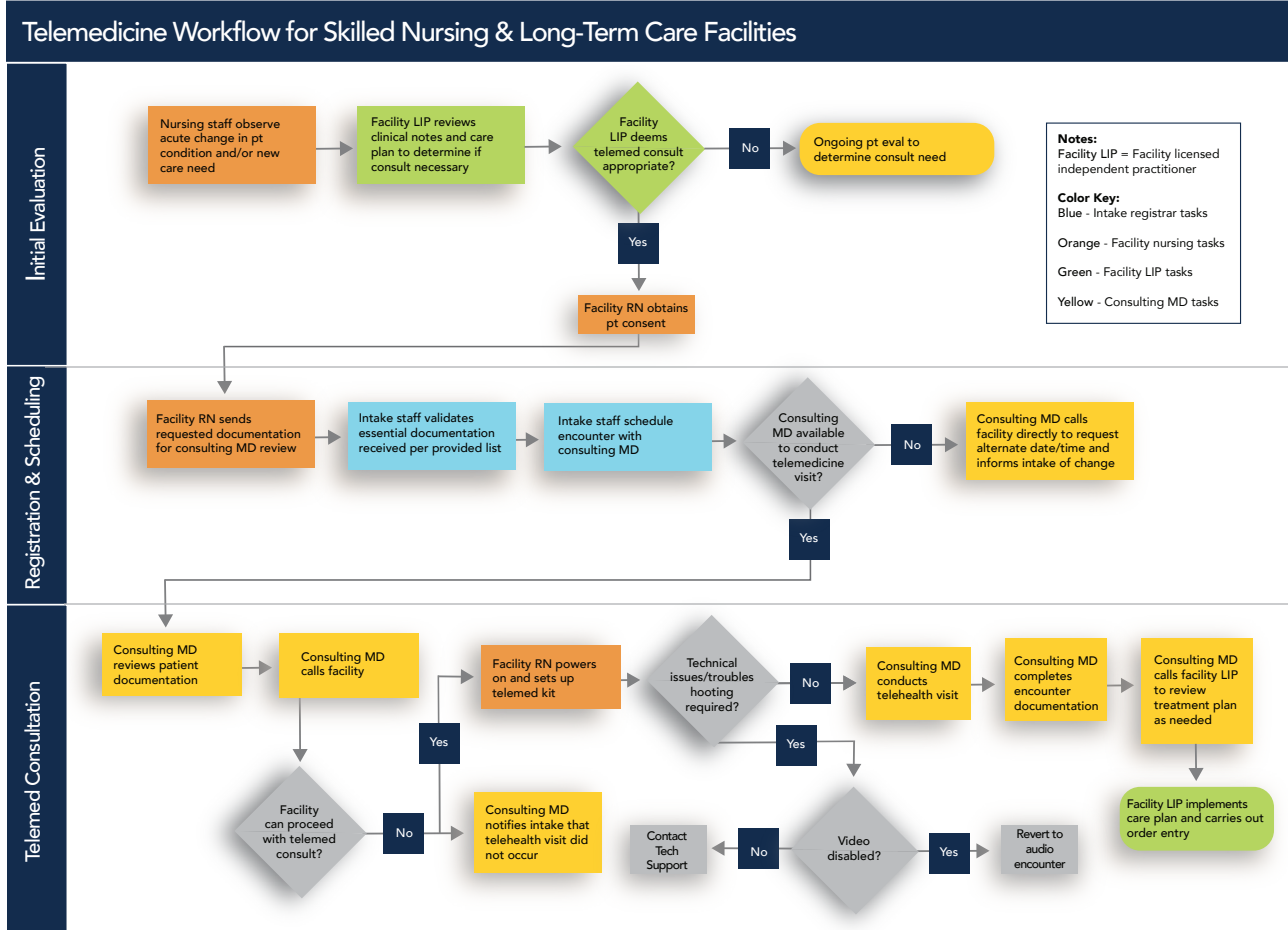 Telemedicine Workflow for Skilled Nursing & Long-Term Care Facilities
Initial Evaluation
Nursing staff observe
acute change in pt
condition and/or new
care need
Facility LIP reviews
clinical notes and care
plan to determine if
consult necessary
Facility
LIP deems
telemed consult
appropriate?
No
Ongoing pt eval to
determine consult need
Notes:
Facility LIP = Facility licensed
independent practitioner
Color Key:
Blue - Intake registrar tasks
Orange - Facility nursing tasks
Green - Facility LIP tasks
Yellow - Consulting MD tasks
Yes
Facility RN obtains
pt consent
Registration & Scheduling
Facility RN sends
requested documentation
for consulting MD review
Intake staff validates
essential documentation
received per provided list
Intake staff schedule
encounter with
consulting MD
Consulting
MD available
to conduct
telemedicine
visit?
No
Consulting MD calls
facility directly to request
alternate date/time and
informs intake of change
Yes
Telemed Consultation
Consulting MD
reviews patient
documentation
Consulting MD
calls facility
Facility RN powers
on and sets up
telemed kit
Technical
issues/troubles
hooting
required?
No
Consulting MD
conducts
telehealth visit
Consulting MD
completes
encounter
documentation
Consulting MD
calls facility LIP
to review
treatment plan
as needed
Yes
Yes
Facility
can proceed
with telemed
consult?
No
Consulting MD
notifies intake that
telehealth visit did
not occur
Contact
Tech
Support
No
Video
disabled?
Yes
Revert to
audio
encounter
Facility LIP implements
care plan and carries out
order entry